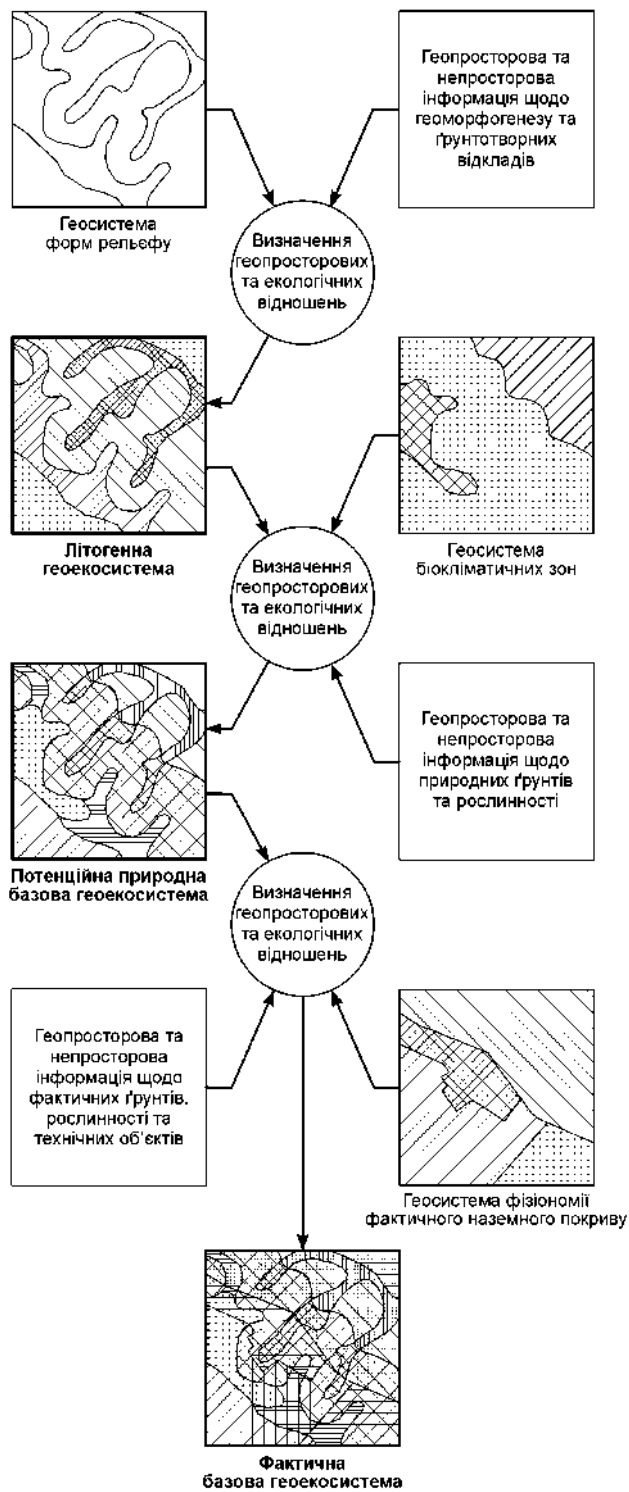 Геопросторова та
непросторова
інформація щодо
геоморфогенезу та
ґрунтотворних
відкладів
Геосистема
форм рельєфу
Визначення
геопросторових
та екологічних
відношень
Літогенна
геоекосистема
Визначення
геопросторових
та екологічних
відношень
Геосистема
біокліматичних зон
Потенційна природна
базова геоекосистема
Геопросторова та
непросторова
інформація щодо
природних ґрунтів
та рослинності
Визначення
геопросторових
та екологічних
відношень
Геопросторова та
непросторова
інформація щодо
фактичних ґрунтів,
рослинності та
технічних об'єктів
Геосистема фізіономії
фактичного наземного покриву
Фактична
базова геоекосистема